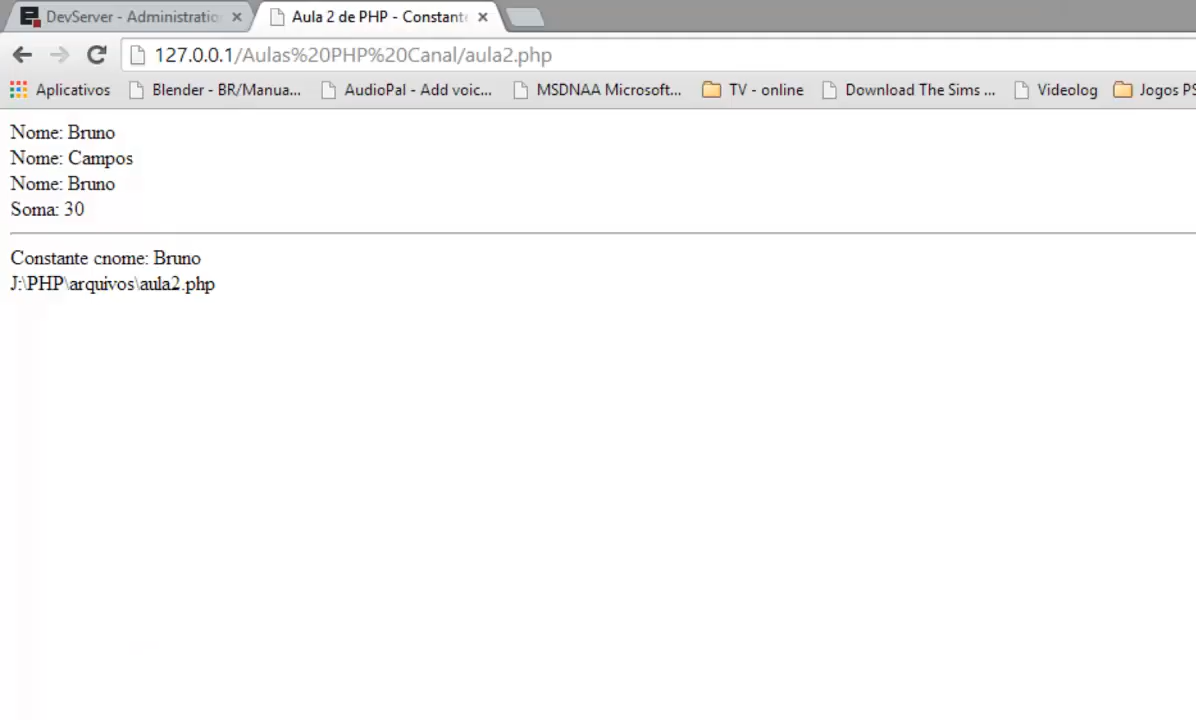 DevServer - Administratio
Aula 2 de PHP - Constant
127.0.0.1/Aulas%20PHP%20Canal/aula2.php
Aplicativos
Blender - BR/Manua...
AudioPal - Add voic...
MSDNAA Microsoft...
TV - online
Download The Sims ...
Videolog
Jogos PS
Nome: Bruno
Nome: Campos
Nome: Bruno
Soma: 30
Constante cnome: Bruno
J:\PHP\arquivos\aula2.php